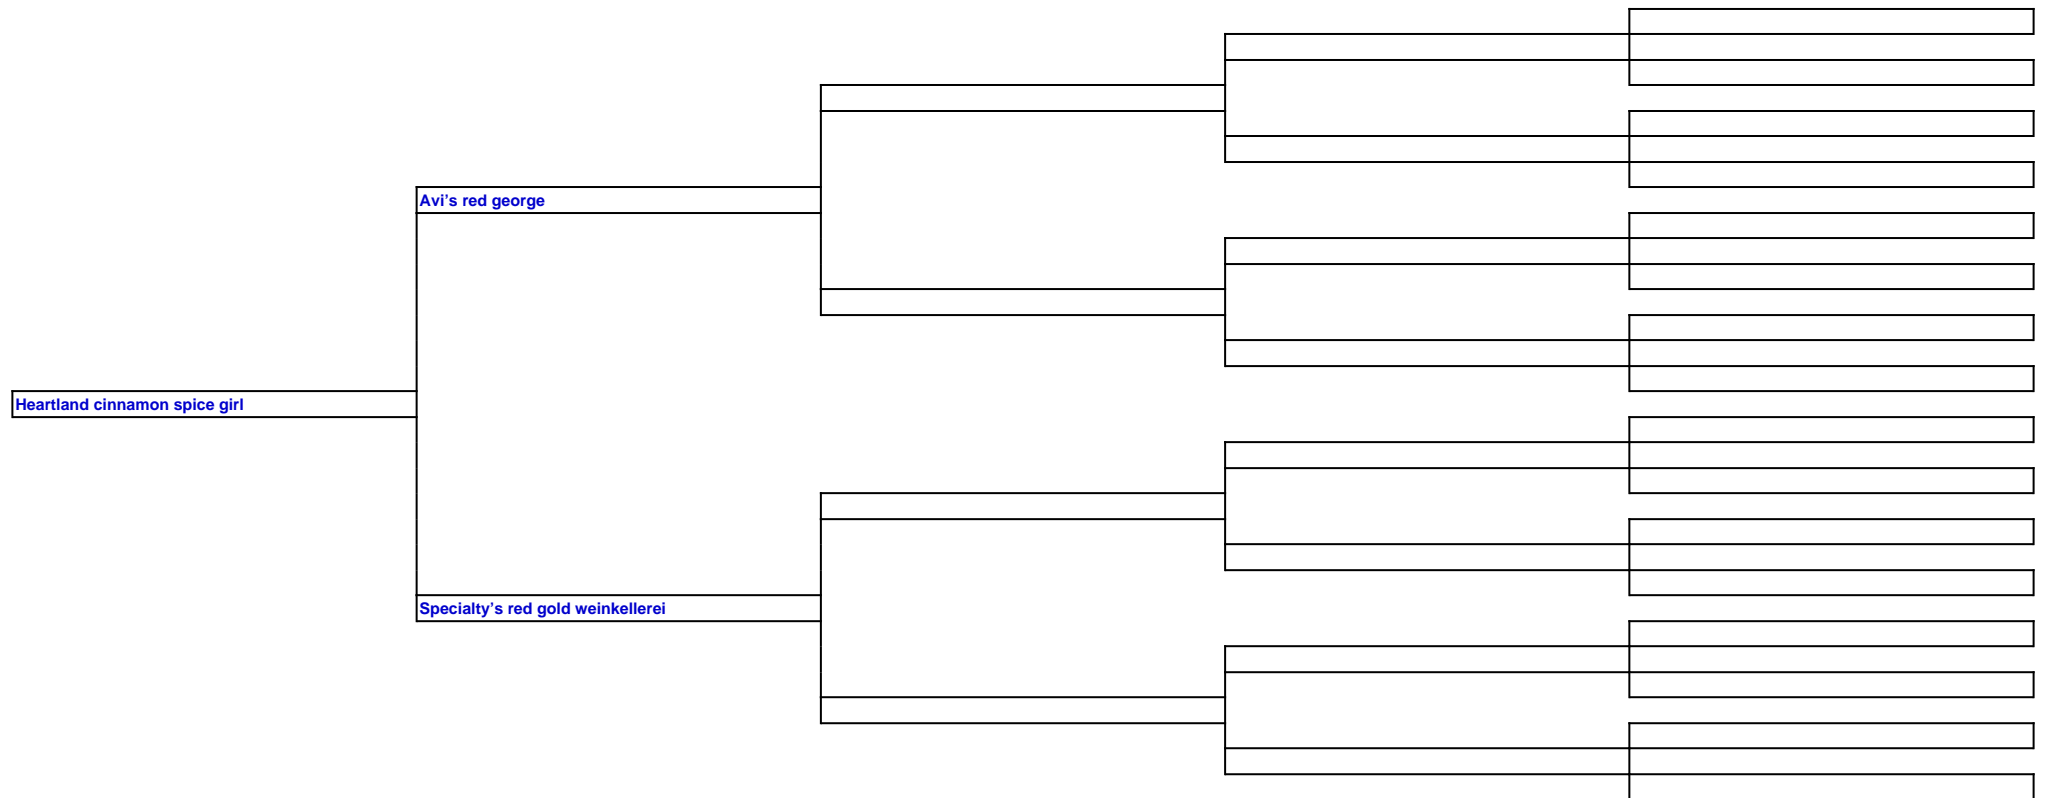 Avi’s red george
Heartland cinnamon spice girl
Specialty’s red gold weinkellerei